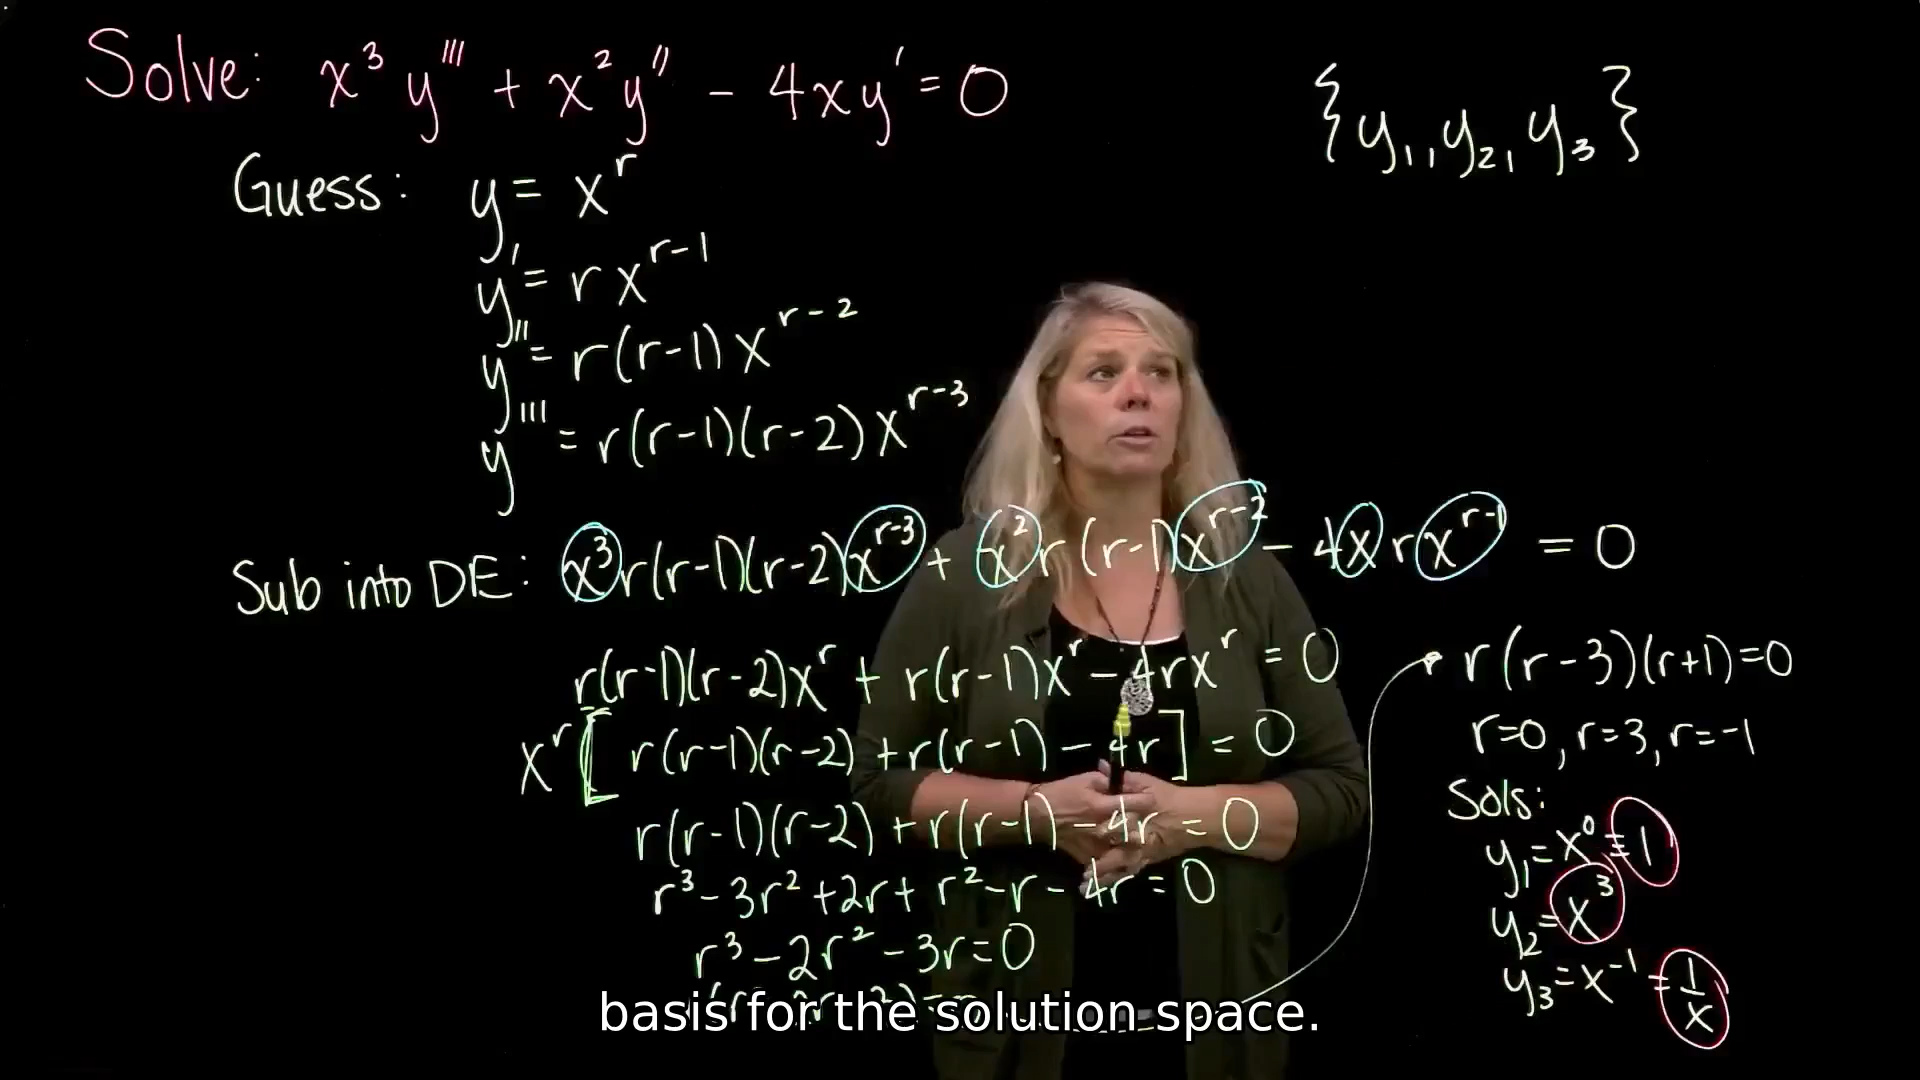 Solve: x³y''' + x²y'' - 4xy' = 0
{y₁, y₂, y₃}
Guess: y = x^r
y' = rx^(r-1)
y'' = r(r-1)x^(r-2)
y''' = r(r-1)(r-2)x^(r-3)
Sub into DE: x³r(r-1)(r-2)x^(r-3) + x²r(r-1)x^(r-2) - 4xrx^(r-1) = 0
r(r-1)(r-2)x^r + r(r-1)x^r - 4rx^r = 0
x^r[r(r-1)(r-2) + r(r-1) - 4r] = 0
r(r-1)(r-2) + r(r-1) - 4r = 0
r³ - 3r² + 2r + r² - r - 4r = 0
r³ - 2r² - 3r = 0
r(r-3)(r+1) = 0
r=0, r=3, r=-1
Sols:
y₁ = x⁰ = 1
y₂ = x³
y₃ = x⁻¹ = 1/x
basis for the solution space.